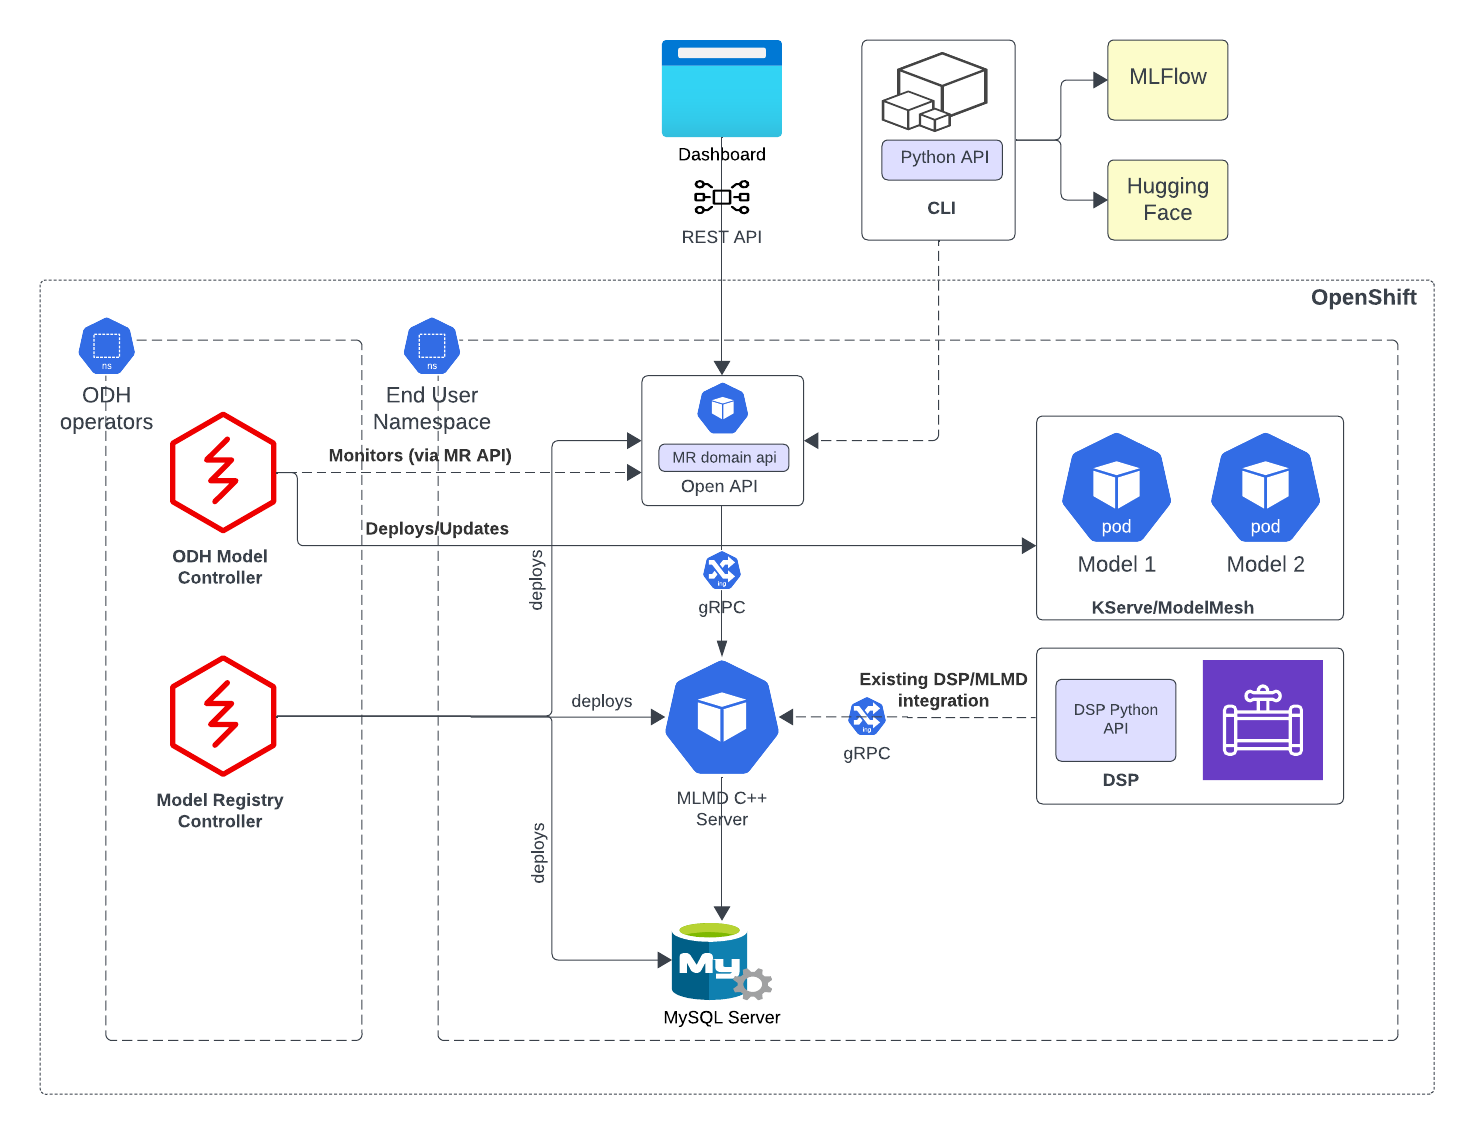 Dashboard
REST API
Python API
CLI
MLFlow
Hugging
Face
OpenShift
ns
ODH
operators
ns
End User
Namespace
Monitors (via MR API)
MR domain api
Open API
Deploys/Updates
ODH Model
Controller
deploys
ing
gRPC
pod
Model 1
pod
Model 2
KServe/ModelMesh
Model Registry
Controller
deploys
Existing DSP/MLMD
integration
ing
gRPC
DSP Python
API
DSP
MLMD C++
Server
deploys
My
MySQL Server